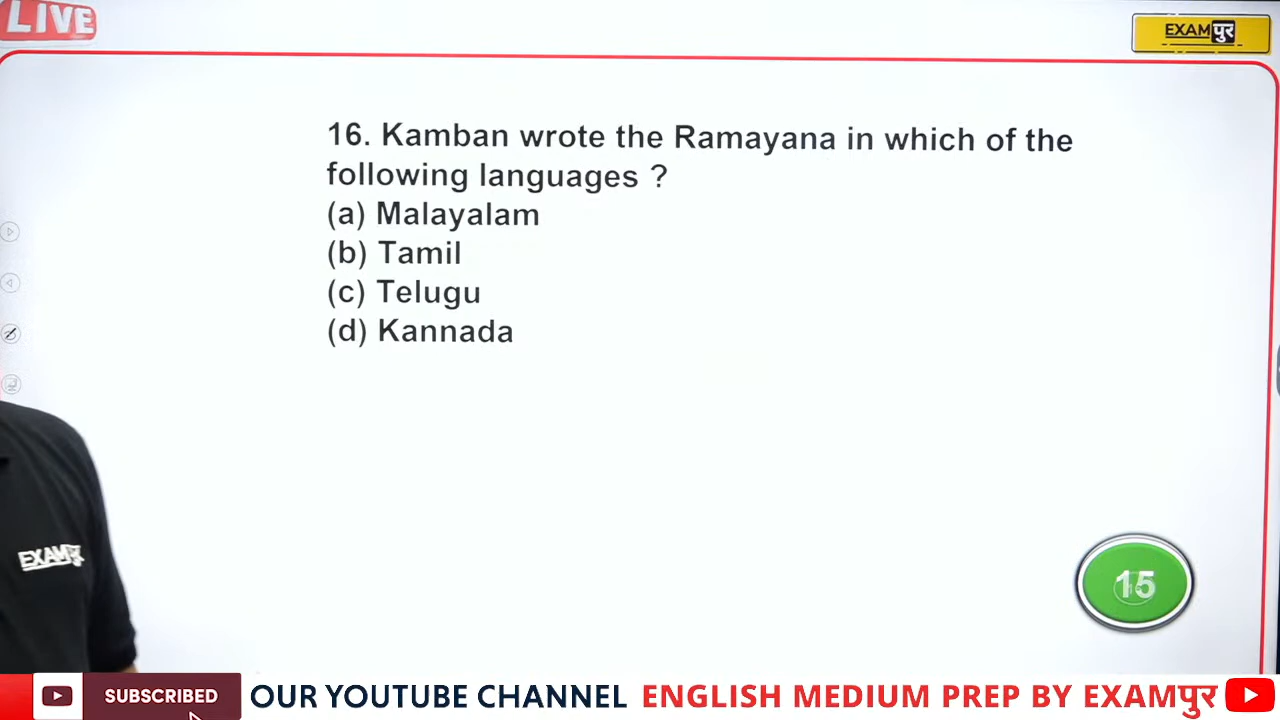 LIVE
EXAMपुर
16. Kamban wrote the Ramayana in which of the
following languages ?
(a) Malayalam
(b) Tamil
(c) Telugu
(d) Kannada
EXAMपुर
15
SUBSCRIBED
OUR YOUTUBE CHANNEL ENGLISH MEDIUM PREP BY EXAMपुर